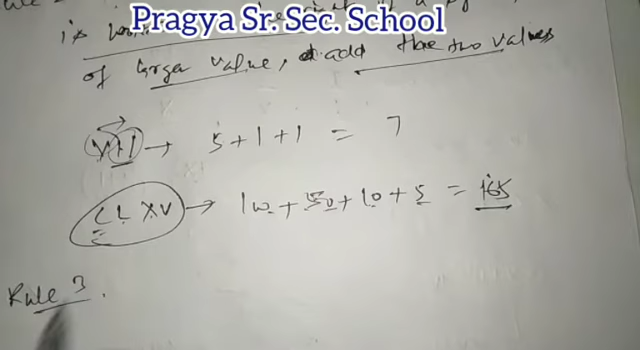 Pragya Sr. Sec. School
is
of larger value, add the two values
VII → 5+1+1 = 7
CLXV → 100+50+10+5 = 165
Rule 3.